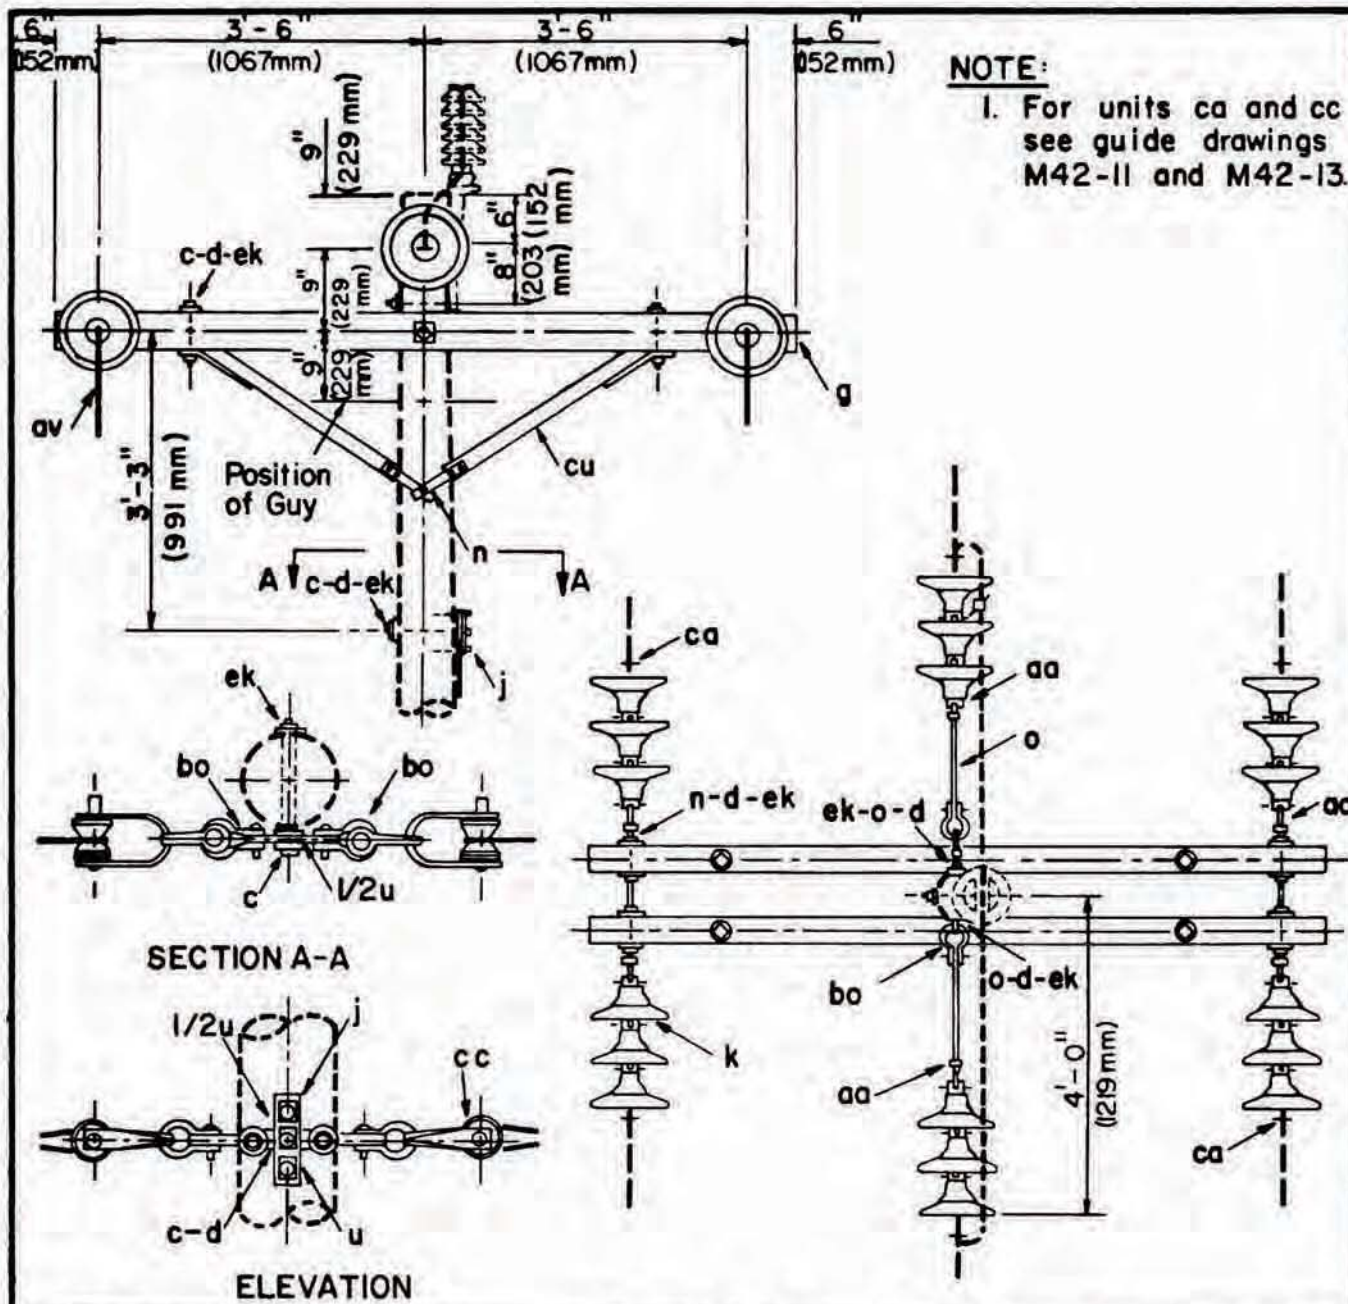 6"
3'-6"
3'-6"
6"
(152mm)
(1067mm)
(1067mm)
(152mm)
NOTE:
1. For units ca and cc
see guide drawings
M42-11 and M42-13.
9"
(229 mm)
6"
(152
mm)
8"
(203
mm)
c-d-ek
9"
(229
mm)
9"
(229
mm)
g
av
3'-3"
(991 mm)
Position
of Guy
cu
n
A
A
c-d-ek
j
ca
aa
ek
bo
bo
o
n-d-ek
ek-o-d
c
1/2u
SECTION A-A
bo
o-d-ek
k
4'-0"
(1219 mm)
1/2u
j
cc
aa
ca
c-d
u
ELEVATION